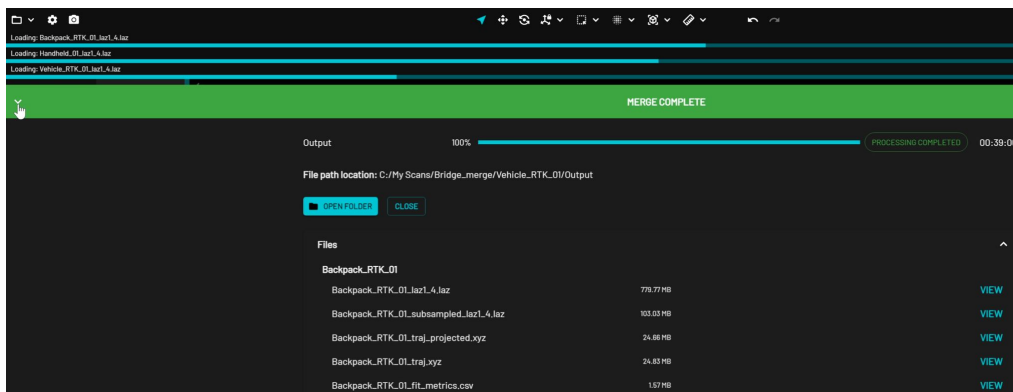 Loading: Backpack_RTK_01_laz1_4.laz
Loading: Handheld_01_laz1_4.laz
Loading: Vehicle_RTK_01_laz1_4.laz
MERGE COMPLETE
Output 100% PROCESSING COMPLETED 00:39:0
File path location: C:/My Scans/Bridge_merge/Vehicle_RTK_01/Output
OPEN FOLDER CLOSE
Files
Backpack_RTK_01
Backpack_RTK_01_laz1_4.laz 779.77 MB VIEW
Backpack_RTK_01_subsampled_laz1_4.laz 103.03 MB VIEW
Backpack_RTK_01_traj_projected.xyz 24.66 MB VIEW
Backpack_RTK_01_traj.xyz 24.83 MB VIEW
Backpack_RTK_01_fit_metrics.csv 1.57 MB VIEW